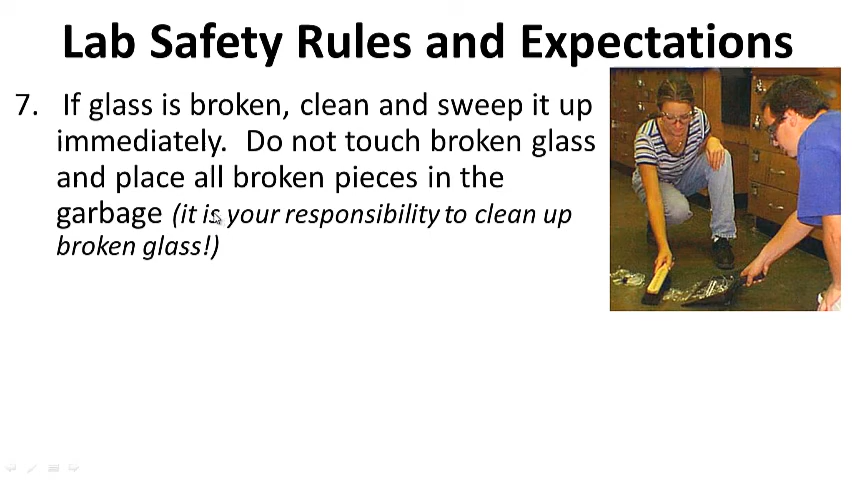 Lab Safety Rules and Expectations
7. If glass is broken, clean and sweep it up
immediately. Do not touch broken glass
and place all broken pieces in the
garbage (it is your responsibility to clean up
broken glass!)